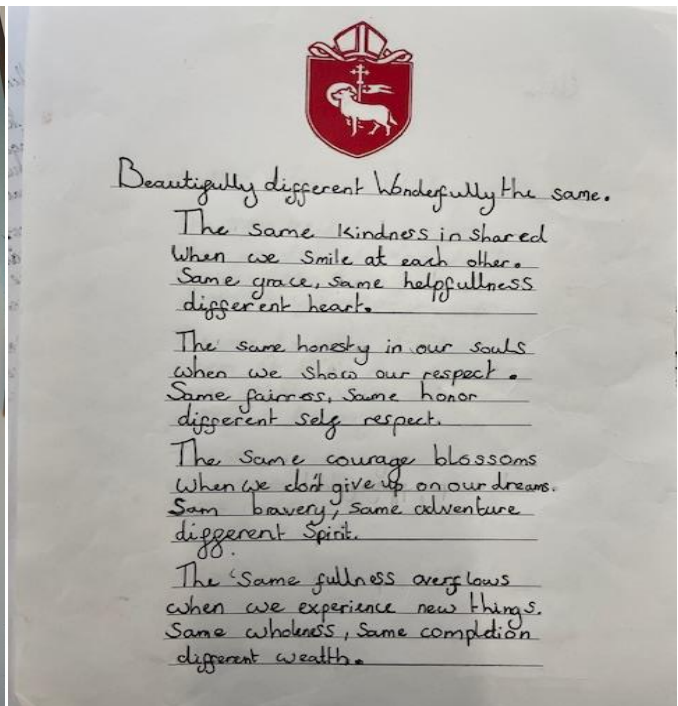 Beautifully different Wonderfully the same.
The same Kindness in shared
When we smile at each other.
Same grace, same helpfullness
different heart.
The same honesty in our souls
when we show our respect.
Same fairness, same honor
different self respect.
The same courage blossoms
when we don't give up on our dreams.
Sam bravery, same adventure
different Spirit.
The Same fullness overflows
when we experience new things.
Same wholeness, Same completion
different wealth.